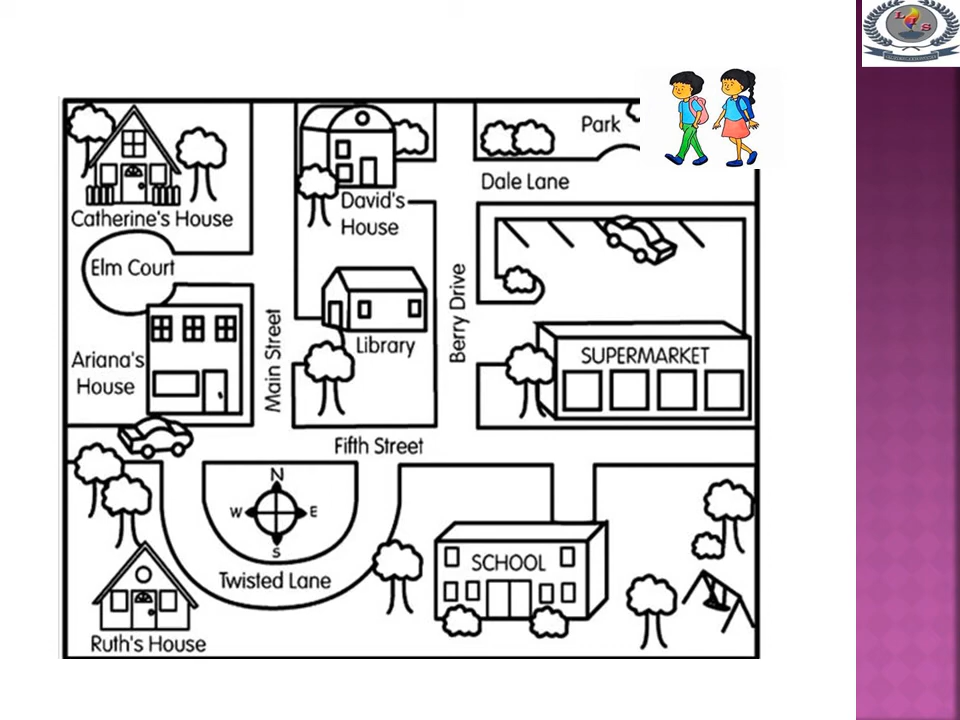 LIS
Park
Dale Lane
Catherine's House
David's
House
Elm Court
Berry Drive
Main Street
Library
Ariana's
House
SUPERMARKET
Fifth Street
N
W E
S
SCHOOL
Twisted Lane
Ruth's House